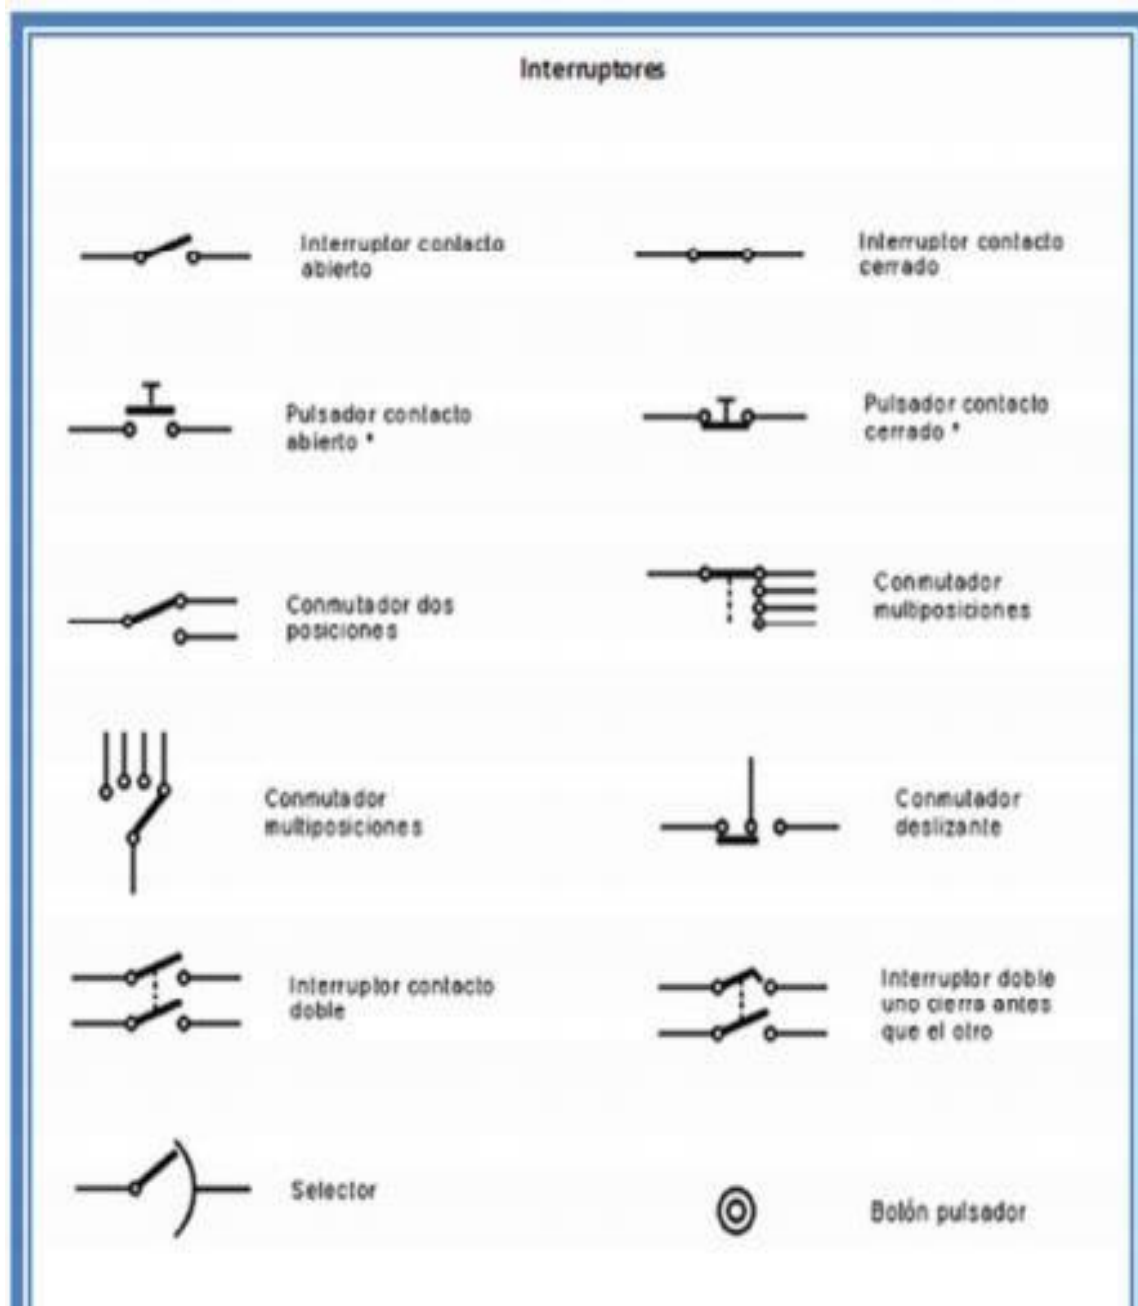 Interruptores
Interruptor contacto
abierto
Interruptor contacto
cerrado
Pulsador contacto
abierto *
Pulsador contacto
cerrado *
Conmutador dos
posiciones
Conmutador
multiposiciones
Conmutador
multiposiciones
Conmutador
deslizante
Interruptor contacto
doble
Interruptor doble
uno cierra antes
que el otro
Selector
Botón pulsador